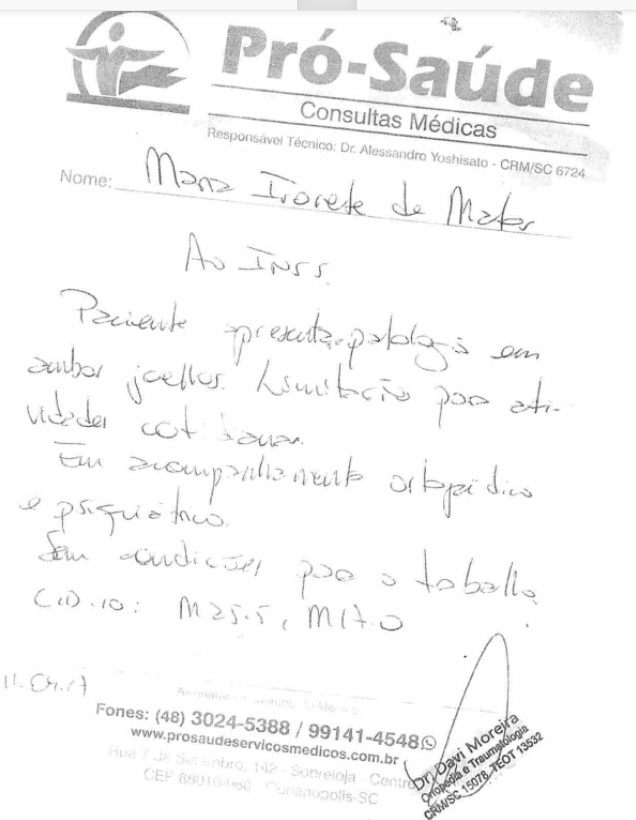 Pró-Saúde
Consultas Médicas
Responsável Técnico: Dr. Alessandro Yoshisato - CRM/SC 6724
Nome: Maria Ivorete de Matos
Ao INSS.
Paciente apresenta patologia em
ambos joelhos. Limitação para ati-
vidades cotidianas.
Em acompanhamento ortopédico
e psiquiátrico.
Sem condições para o trabalho.
CID.10: M25.5, M17.0
11.04.17
Fones: (48) 3024-5388 / 99141-4548
www.prosaudeservicosmedicos.com.br
Rua 7 de Setembro, 142 - Sobreloja - Centro
CEP 88010-060 - Florianópolis-SC
Dr. Davi Moreira
Ortopedia e Traumatologia
CRM/SC 15078 TEOT 13532